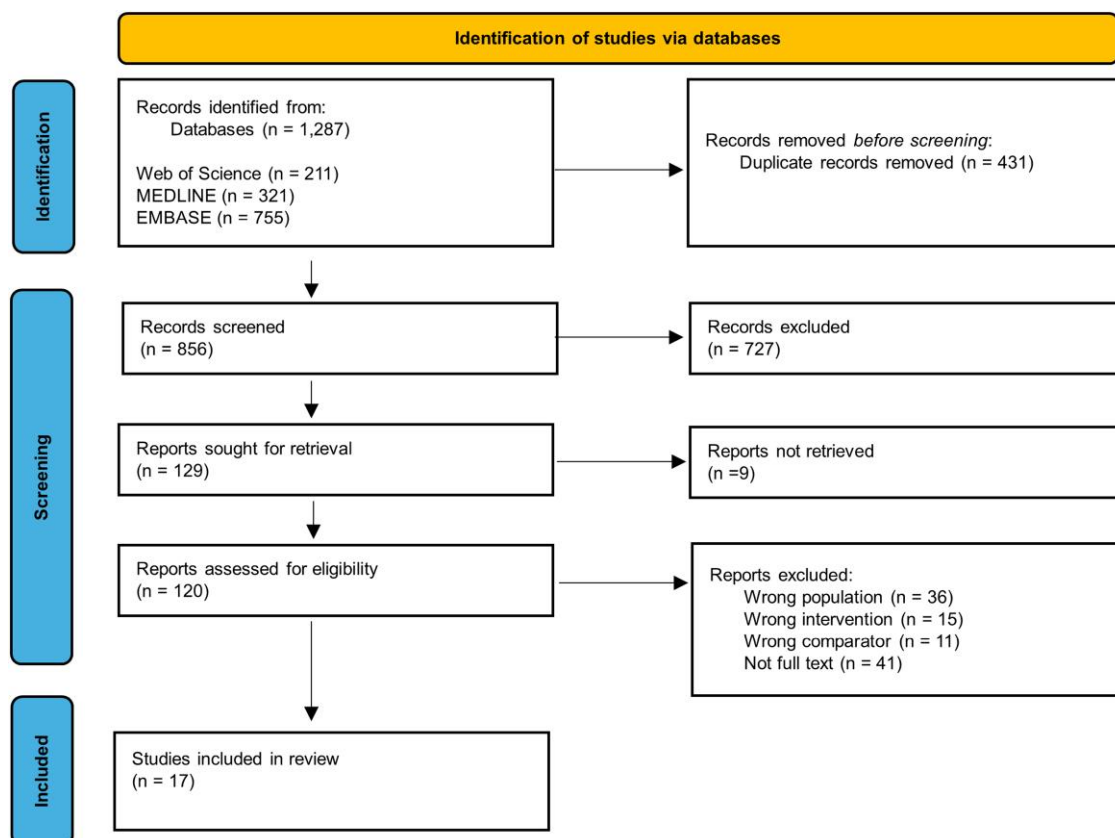 Identification of studies via databases
Identification
Records identified from:
Databases (n = 1,287)
Web of Science (n = 211)
MEDLINE (n = 321)
EMBASE (n = 755)
Records removed before screening:
Duplicate records removed (n = 431)
Screening
Records screened
(n = 856)
Records excluded
(n = 727)
Reports sought for retrieval
(n = 129)
Reports not retrieved
(n =9)
Reports assessed for eligibility
(n = 120)
Reports excluded:
Wrong population (n = 36)
Wrong intervention (n = 15)
Wrong comparator (n = 11)
Not full text (n = 41)
Included
Studies included in review
(n = 17)